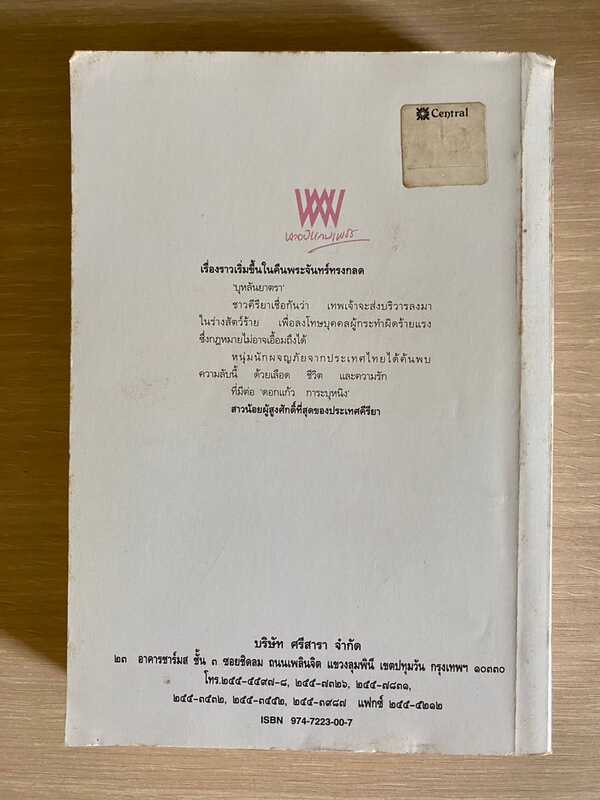 Central
เรื่องราวเริ่มขึ้นในคืนพระจันทร์ทรงกลด
'บุหลันยาตรา'
ชาวคีรียาเชื่อกันว่า เทพเจ้าจะส่งบริวารลงมา
ในร่างสัตว์ร้าย เพื่อลงโทษบุคคลผู้กระทำผิดร้ายแรง
ซึ่งกฎหมายไม่อาจเอื้อมถึงได้
หนุ่มนักผจญภัยจากประเทศไทยได้ค้นพบ
ความลับนี้ ด้วยเลือด ชีวิต และความรัก
ที่มีต่อ 'ดอกแก้ว การะบุหนิง'
สาวน้อยผู้สูงศักดิ์ที่สุดของประเทศคีรียา
บริษัท ศรีสารา จำกัด
๒๓ อาคารชาร์มส ชั้น ๓ ซอยชิดลม ถนนเพลินจิต แขวงลุมพินี เขตปทุมวัน กรุงเทพฯ ๑๐๓๓๐
โทร.๒๕๕-๕๔๙๗-๘, ๒๕๕-๗๓๒๖, ๒๕๕-๗๘๓๑,
๒๕๕-๓๔๓๒, ๒๕๕-๓๕๕๒, ๒๕๕-๓๙๘๗ แฟกซ์ ๒๕๕-๔๒๑๒
ISBN 974-7223-00-7